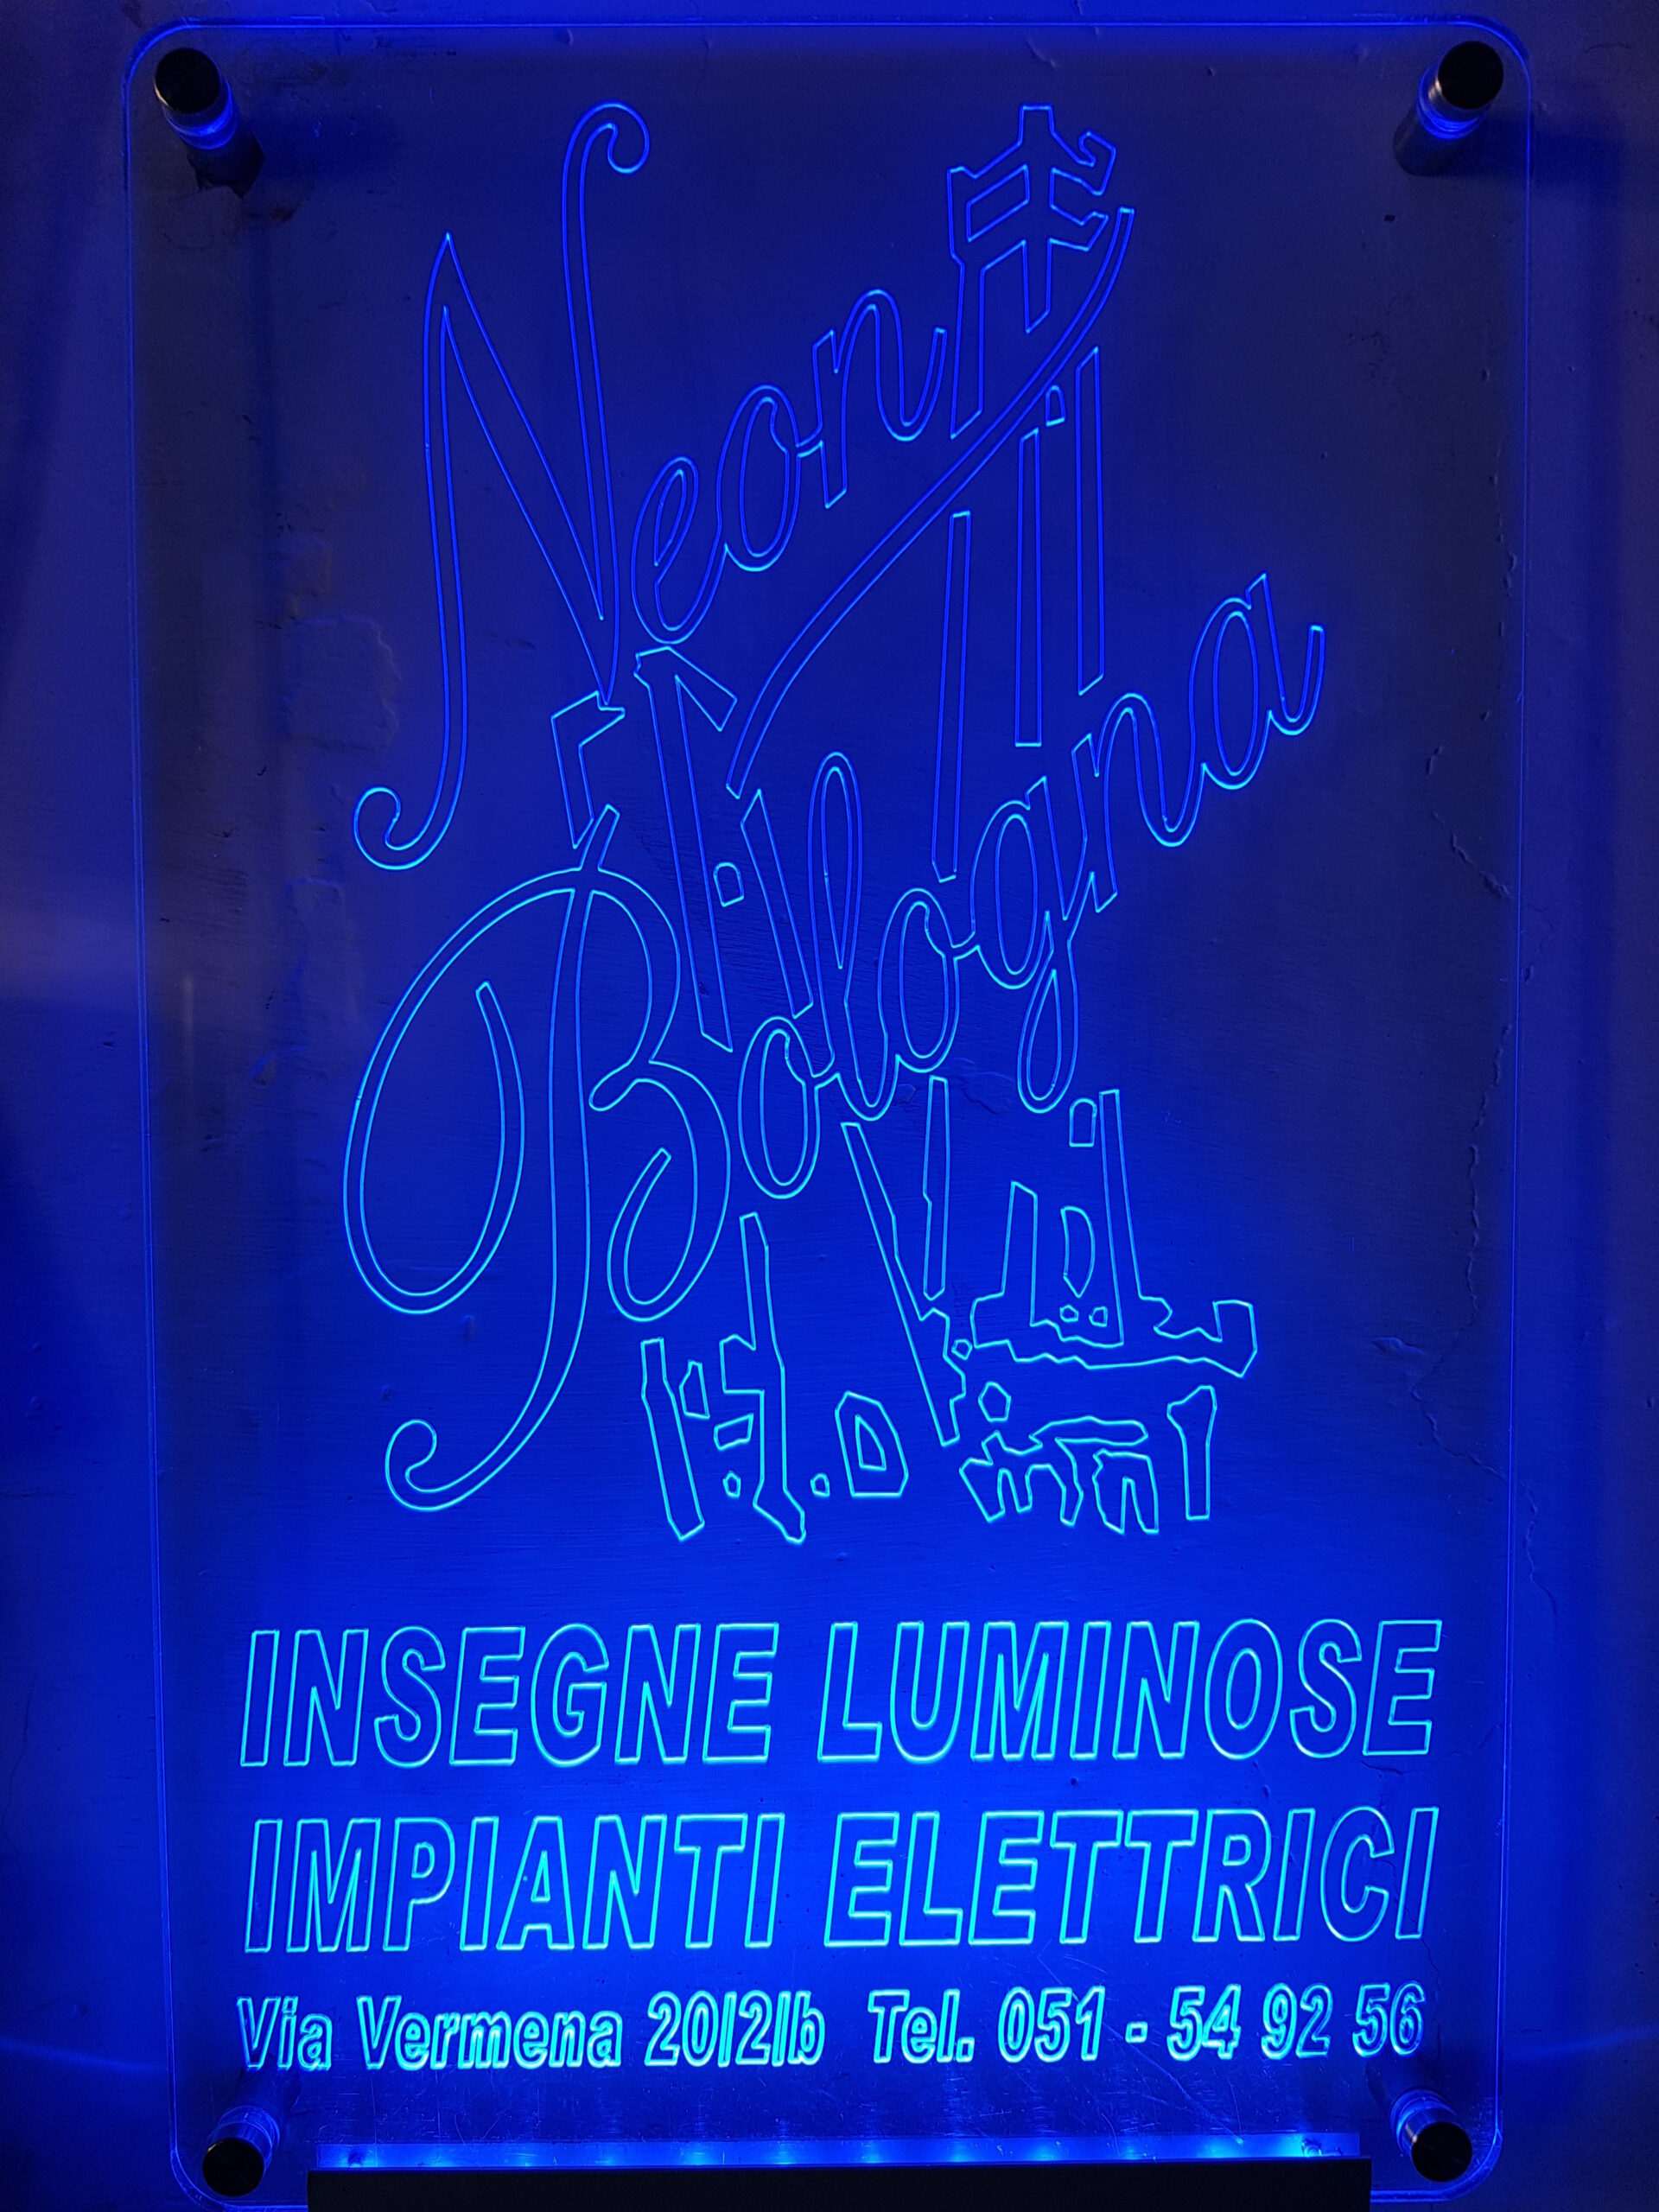 Neon
Bologna
INSEGNE LUMINOSE
IMPIANTI ELETTRICI
Via Vermena 20/2/b Tel. 051 - 54 92 56